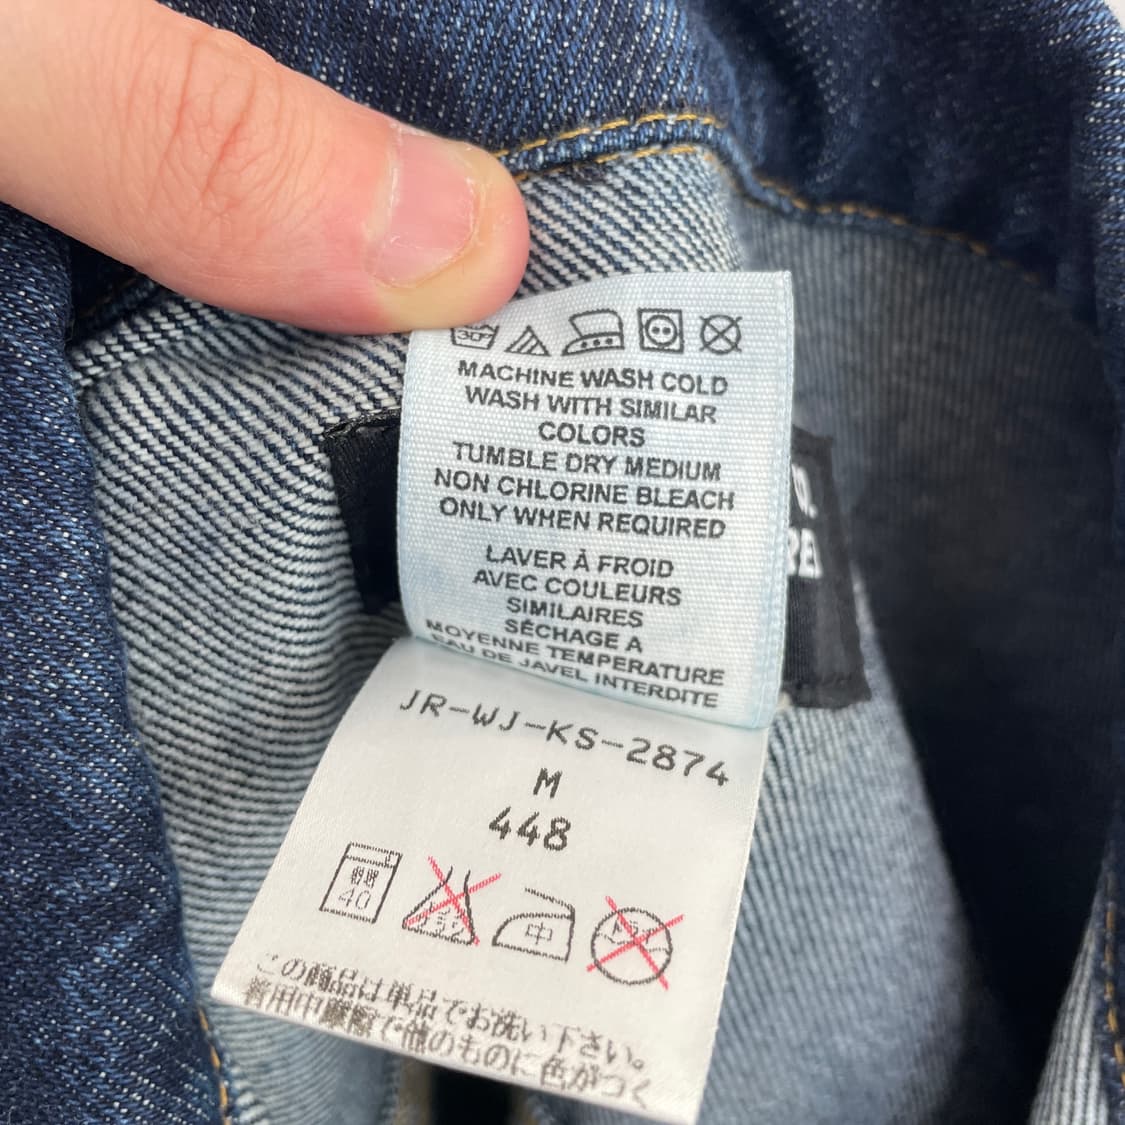 30°
MACHINE WASH COLD
WASH WITH SIMILAR
COLORS
TUMBLE DRY MEDIUM
NON CHLORINE BLEACH
ONLY WHEN REQUIRED
LAVER À FROID
AVEC COULEURS
SIMILAIRES
SÉCHAGE A
MOYENNE TEMPERATURE
EAU DE JAVEL INTERDITE
JR-WJ-KS-2874
M
448
40
中
この商品は単品でお洗い下さい。
着用中摩擦で他のものに色がつく